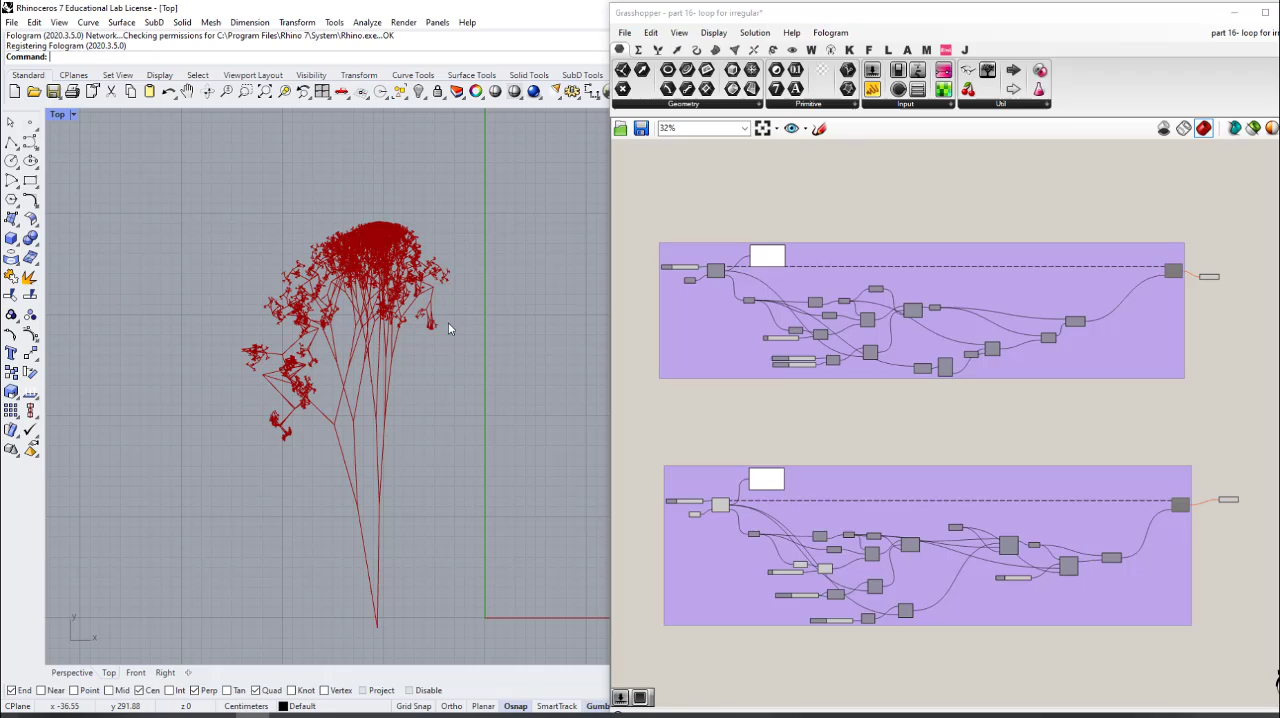 Rhinoceros 7 Educational Lab License - [Top]
File Edit View Curve Surface SubD Solid Mesh Dimension Transform Tools Analyze Render Panels Help
Fologram (2020.3.5.0) Network...Checking permissions for C:\Program Files\Rhino 7\System\Rhino.exe...OK
Registering Fologram (2020.3.5.0)
Command:
Standard CPlanes Set View Display Select Viewport Layout Visibility Transform Curve Tools Surface Tools Solid Tools SubD Tools
Top
y
x
Perspective Top Front Right
End Near Point Mid Cen Int Perp Tan Quad Knot Vertex Project Disable
CPlane x -36.55 y 291.88 z 0 Centimeters Default Grid Snap Ortho Planar Osnap SmartTrack Gumb
Grasshopper - part 16- loop for irregular*
File Edit View Display Solution Help Fologram part 16- loop for irr
W K F L A M J
Geometry Primitive Input Util
32%